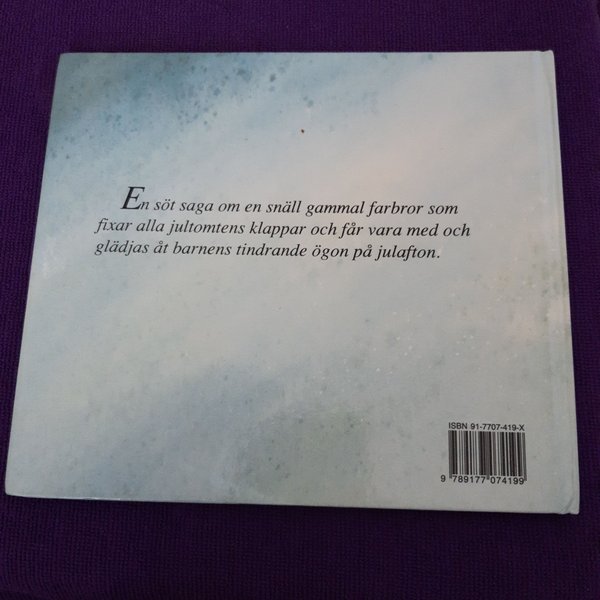 En söt saga om en snäll gammal farbror som
fixar alla jultomtens klappar och får vara med och
glädjas åt barnens tindrande ögon på julafton.
ISBN 91-7707-419-X
9 789177 074199